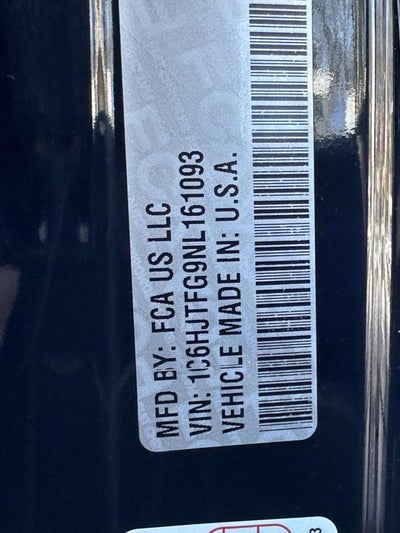 MFD BY: FCA US LLC
VIN: 1C6HJTFG9NL161093
VEHICLE MADE IN: U.S.A.